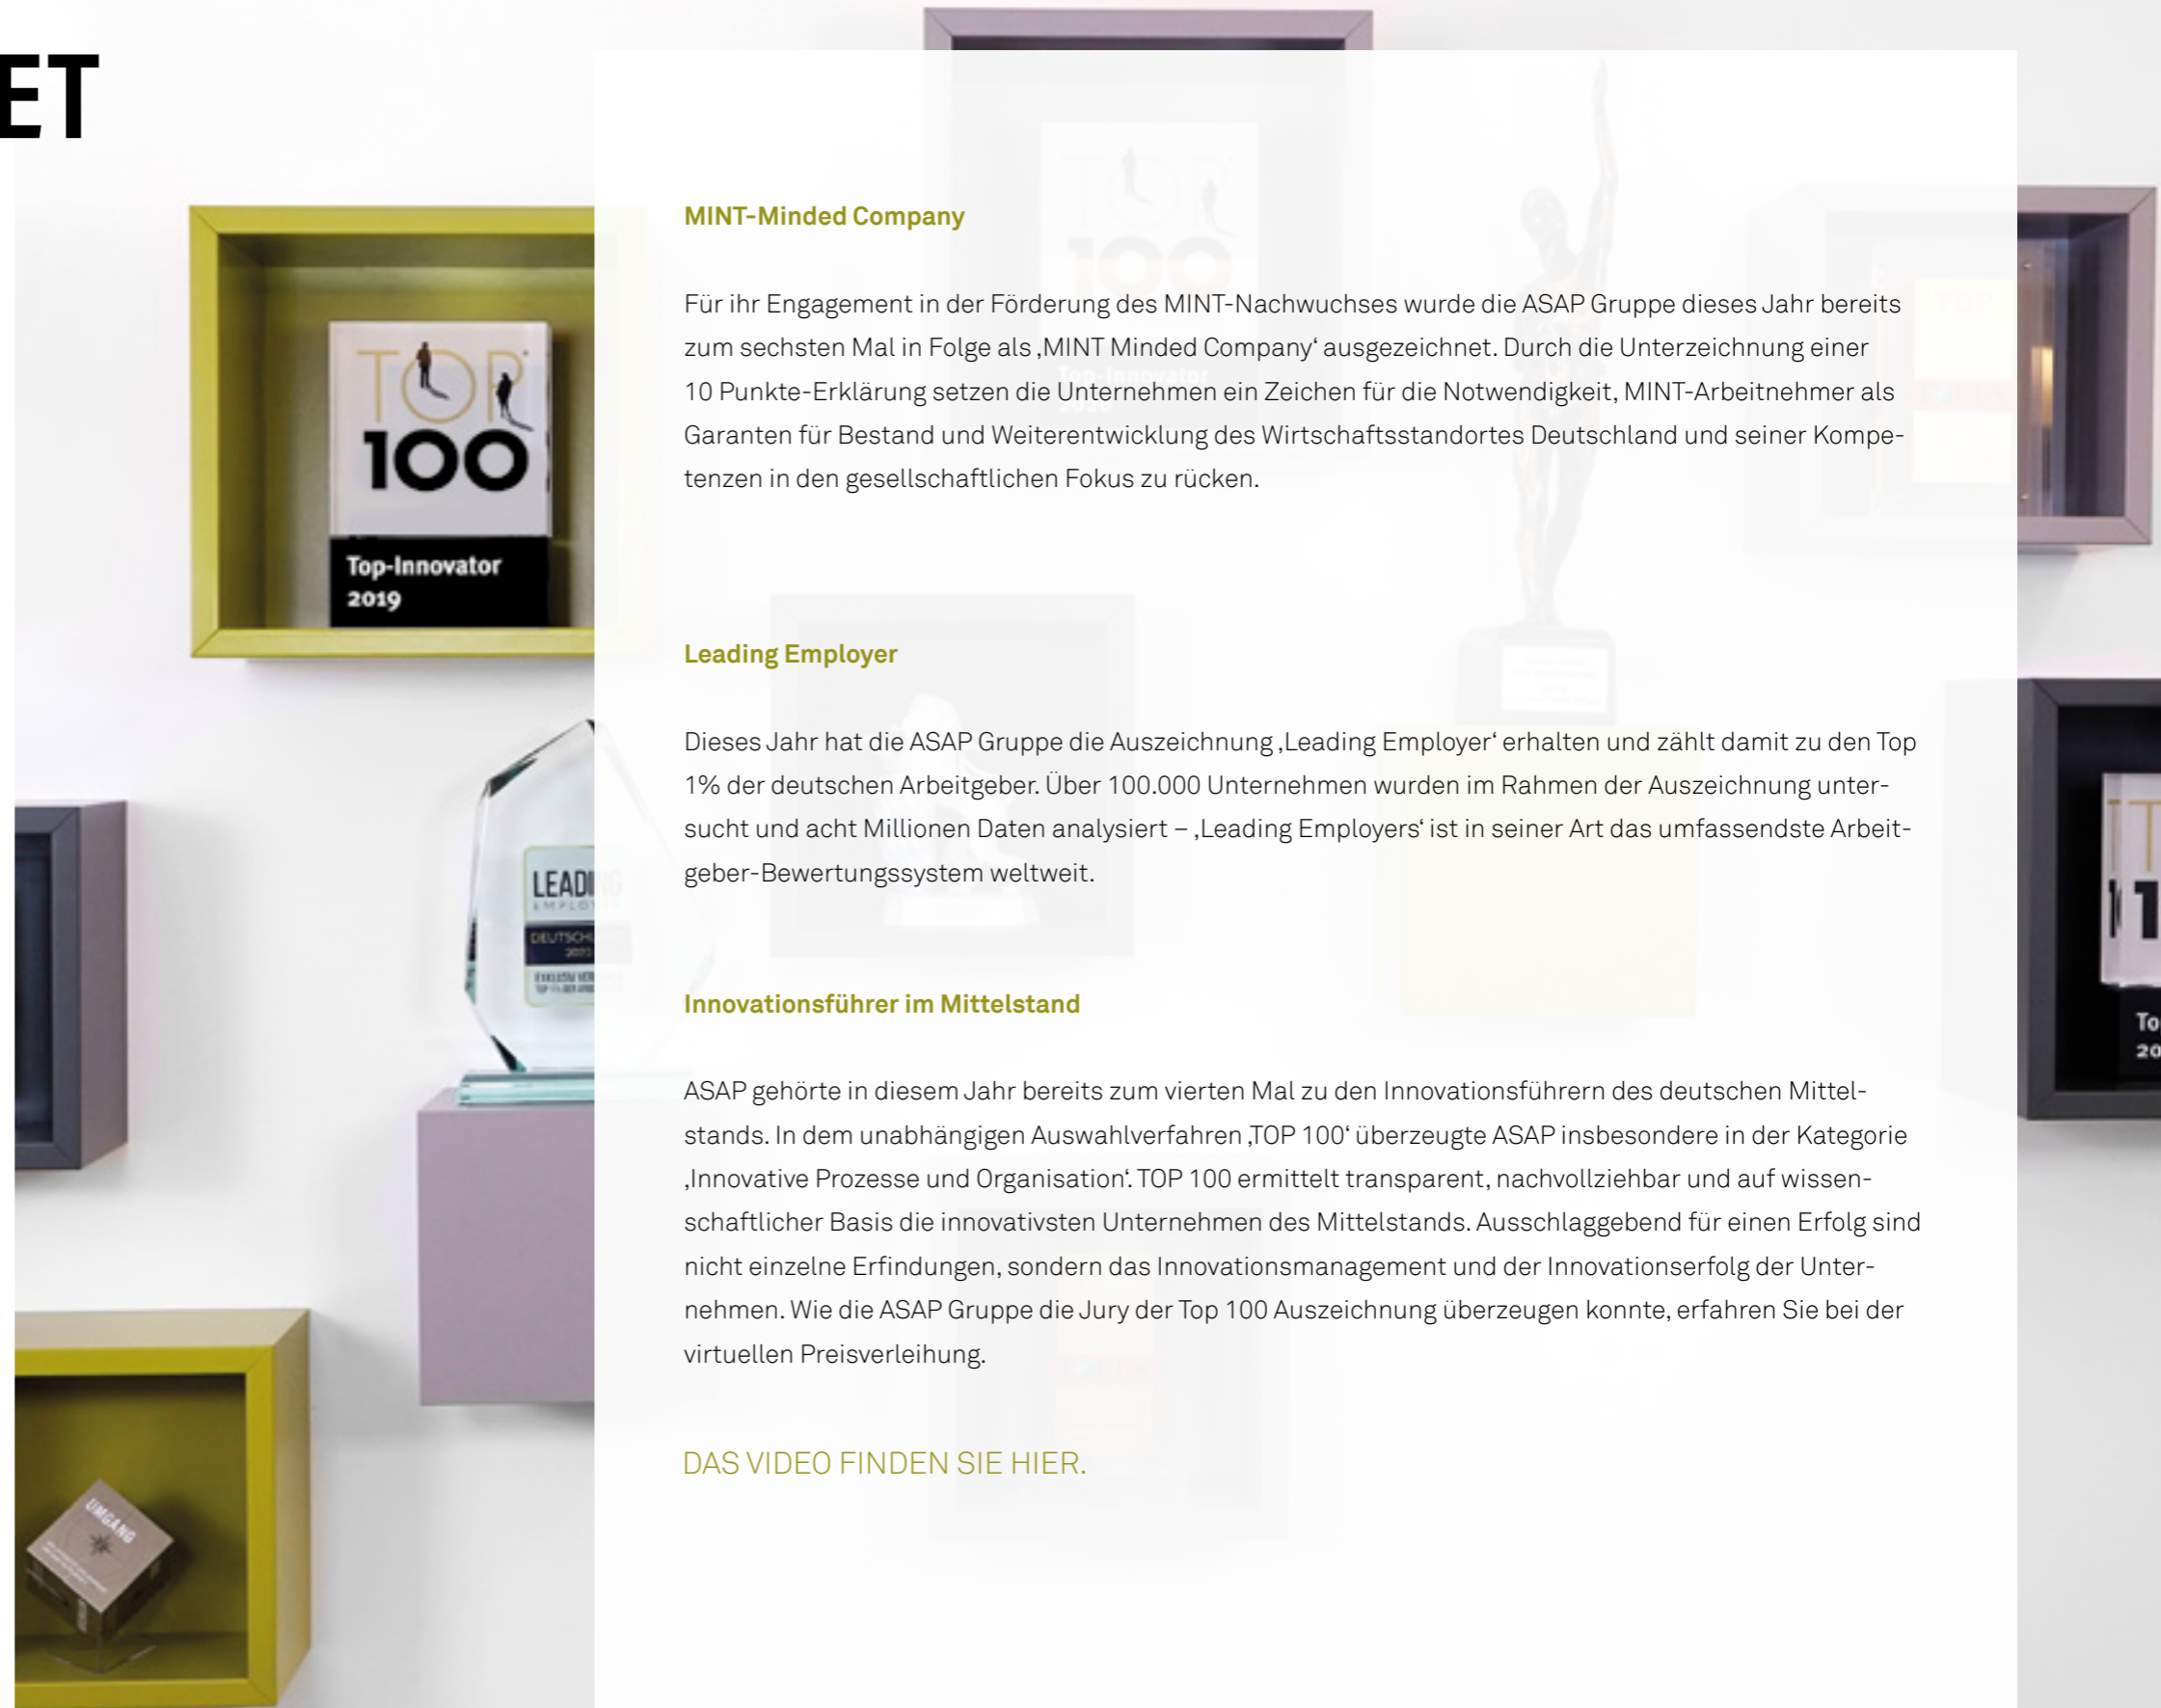 ET
TOP
100
Top-Innovator
2019
LEADING
EMPLOY
DEUTSCHL
2020
UMGANG
MINT-Minded Company
Für ihr Engagement in der Förderung des MINT-Nachwuchses wurde die ASAP Gruppe dieses Jahr bereits
zum sechsten Mal in Folge als ‚MINT Minded Company‘ ausgezeichnet. Durch die Unterzeichnung einer
10 Punkte-Erklärung setzen die Unternehmen ein Zeichen für die Notwendigkeit, MINT-Arbeitnehmer als
Garanten für Bestand und Weiterentwicklung des Wirtschaftsstandortes Deutschland und seiner Kompe-
tenzen in den gesellschaftlichen Fokus zu rücken.
Leading Employer
Dieses Jahr hat die ASAP Gruppe die Auszeichnung ‚Leading Employer‘ erhalten und zählt damit zu den Top
1% der deutschen Arbeitgeber. Über 100.000 Unternehmen wurden im Rahmen der Auszeichnung unter-
sucht und acht Millionen Daten analysiert – ‚Leading Employers‘ ist in seiner Art das umfassendste Arbeit-
geber-Bewertungssystem weltweit.
Innovationsführer im Mittelstand
ASAP gehörte in diesem Jahr bereits zum vierten Mal zu den Innovationsführern des deutschen Mittel-
stands. In dem unabhängigen Auswahlverfahren ‚TOP 100‘ überzeugte ASAP insbesondere in der Kategorie
‚Innovative Prozesse und Organisation‘. TOP 100 ermittelt transparent, nachvollziehbar und auf wissen-
schaftlicher Basis die innovativsten Unternehmen des Mittelstands. Ausschlaggebend für einen Erfolg sind
nicht einzelne Erfindungen, sondern das Innovationsmanagement und der Innovationserfolg der Unter-
nehmen. Wie die ASAP Gruppe die Jury der Top 100 Auszeichnung überzeugen konnte, erfahren Sie bei der
virtuellen Preisverleihung.
DAS VIDEO FINDEN SIE HIER.
TOP
100
Top-Innovator
To
20